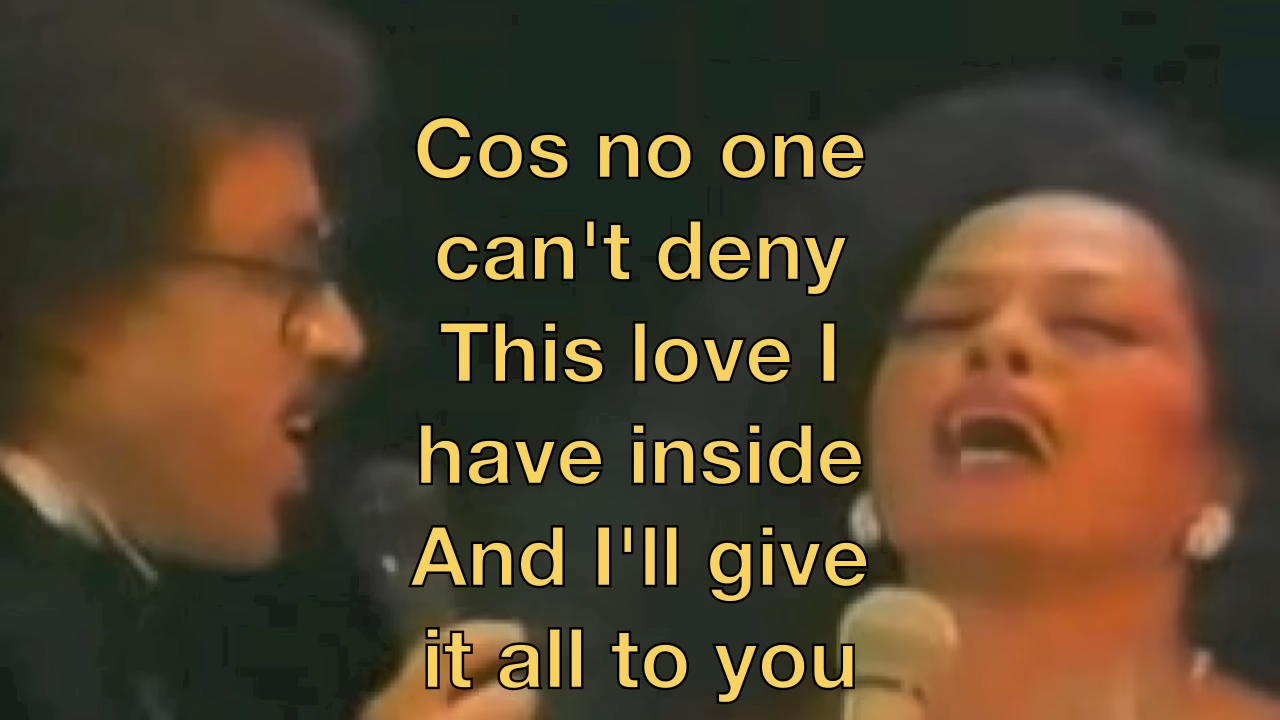 Cos no one
can't deny
This love I
have inside
And I'll give
it all to you